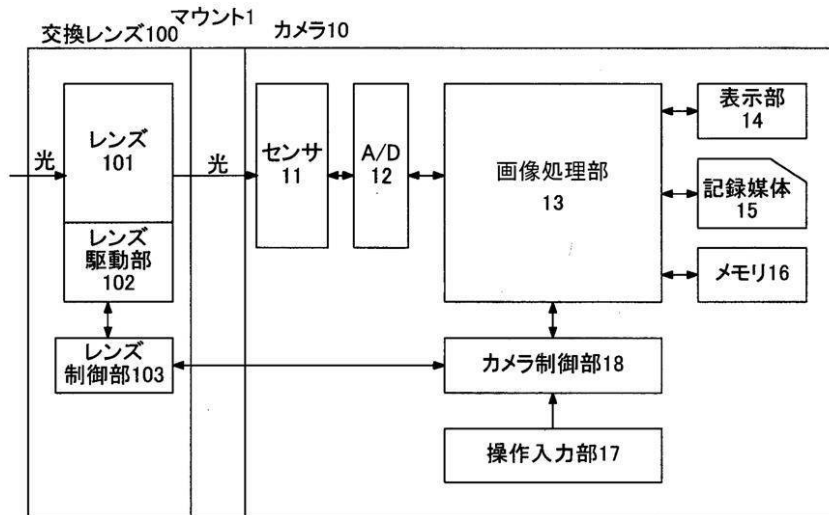 マウント1
交換レンズ100
カメラ10
レンズ
101
光
光
レンズ
駆動部
102
レンズ
制御部103
センサ
11
A/D
12
画像処理部
13
表示部
14
記録媒体
15
メモリ16
カメラ制御部18
操作入力部17